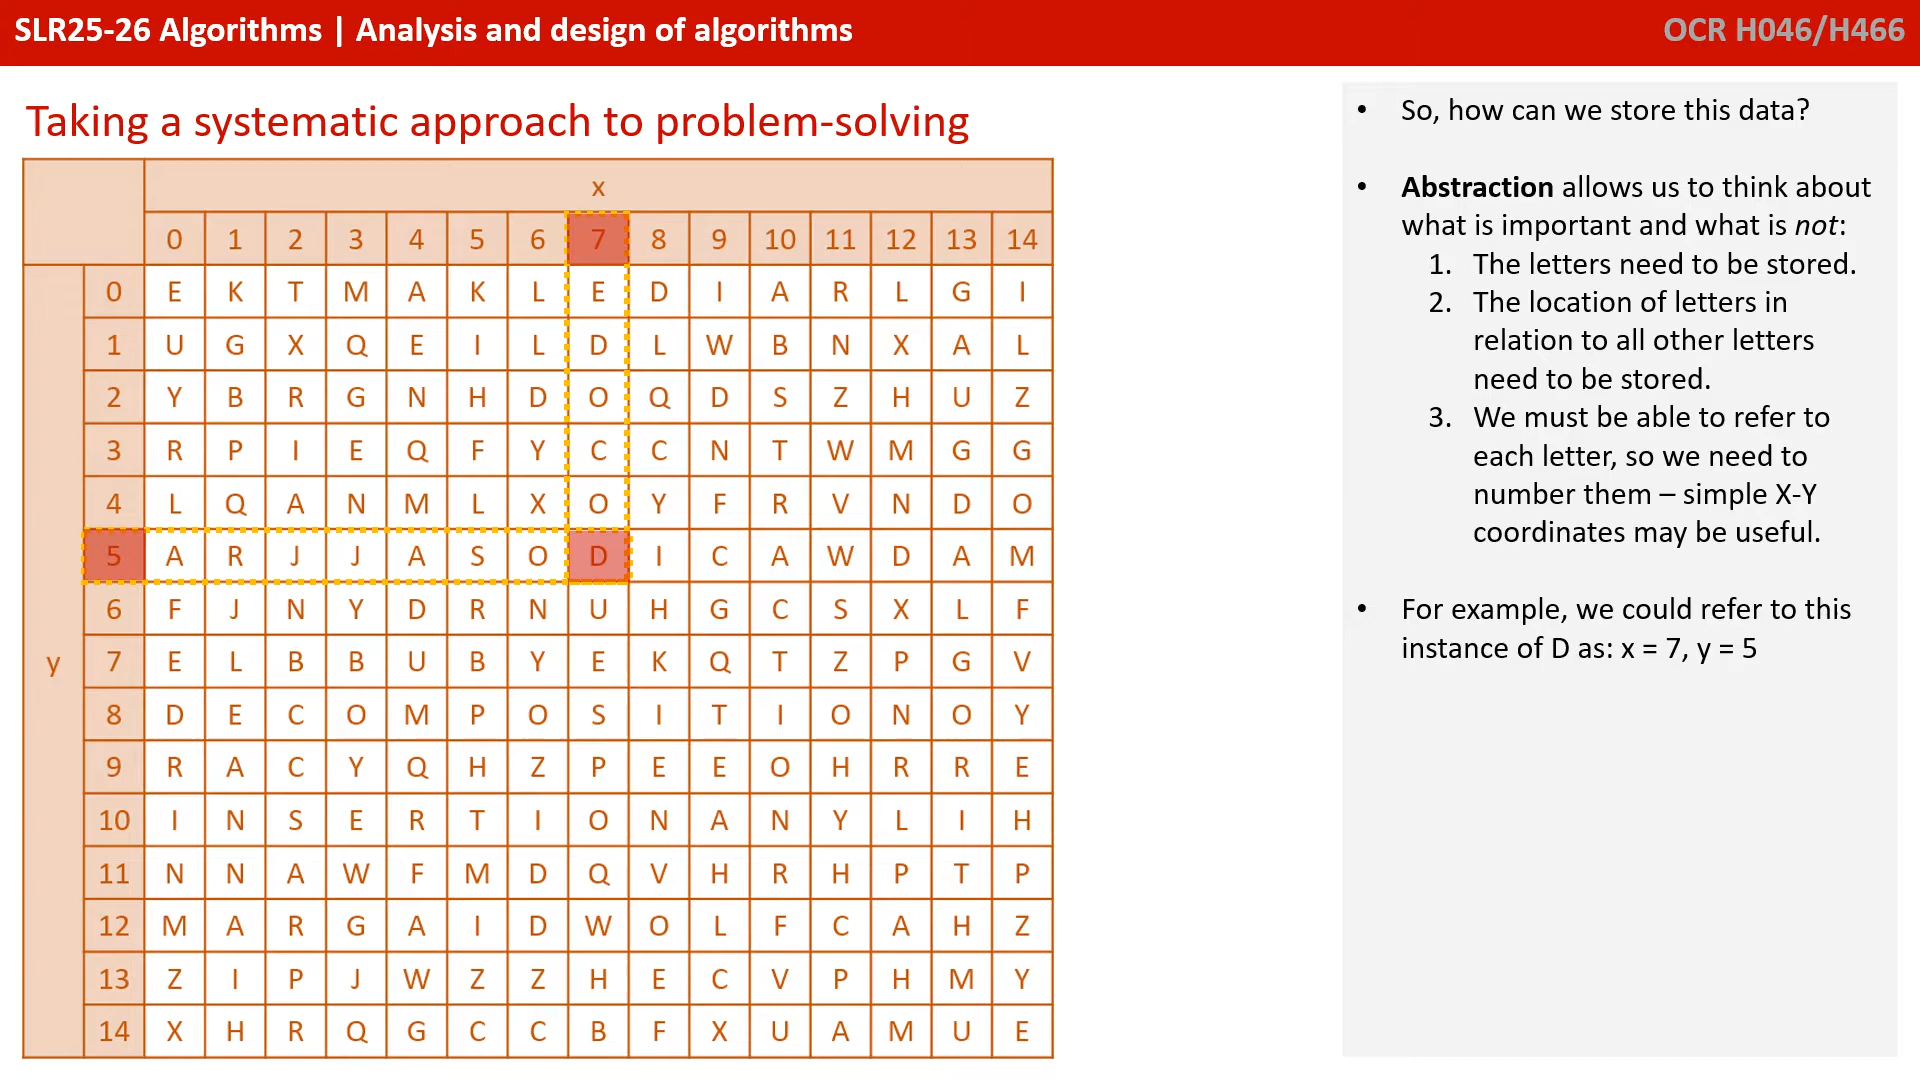 SLR25-26 Algorithms | Analysis and design of algorithms
OCR H046/H466
Taking a systematic approach to problem-solving
x
0 1 2 3 4 5 6 7 8 9 10 11 12 13 14
0 E K T M A K L E D I A R L G I
1 U G X Q E I L D L W B N X A L
2 Y B R G N H D O Q D S Z H U Z
3 R P I E Q F Y C C N T W M G G
4 L Q A N M L X O Y F R V N D O
5 A R J J A S O D I C A W D A M
6 F J N Y D R N U H G C S X L F
y
7 E L B B U B Y E K Q T Z P G V
8 D E C O M P O S I T I O N O Y
9 R A C Y Q H Z P E E O H R R E
10 I N S E R T I O N A N Y L I H
11 N N A W F M D Q V H R H P T P
12 M A R G A I D W O L F C A H Z
13 Z I P J W Z Z H E C V P H M Y
14 X H R Q G C C B F X U A M U E
• So, how can we store this data?
• Abstraction allows us to think about
what is important and what is not:
1. The letters need to be stored.
2. The location of letters in
relation to all other letters
need to be stored.
3. We must be able to refer to
each letter, so we need to
number them – simple X-Y
coordinates may be useful.
• For example, we could refer to this
instance of D as: x = 7, y = 5